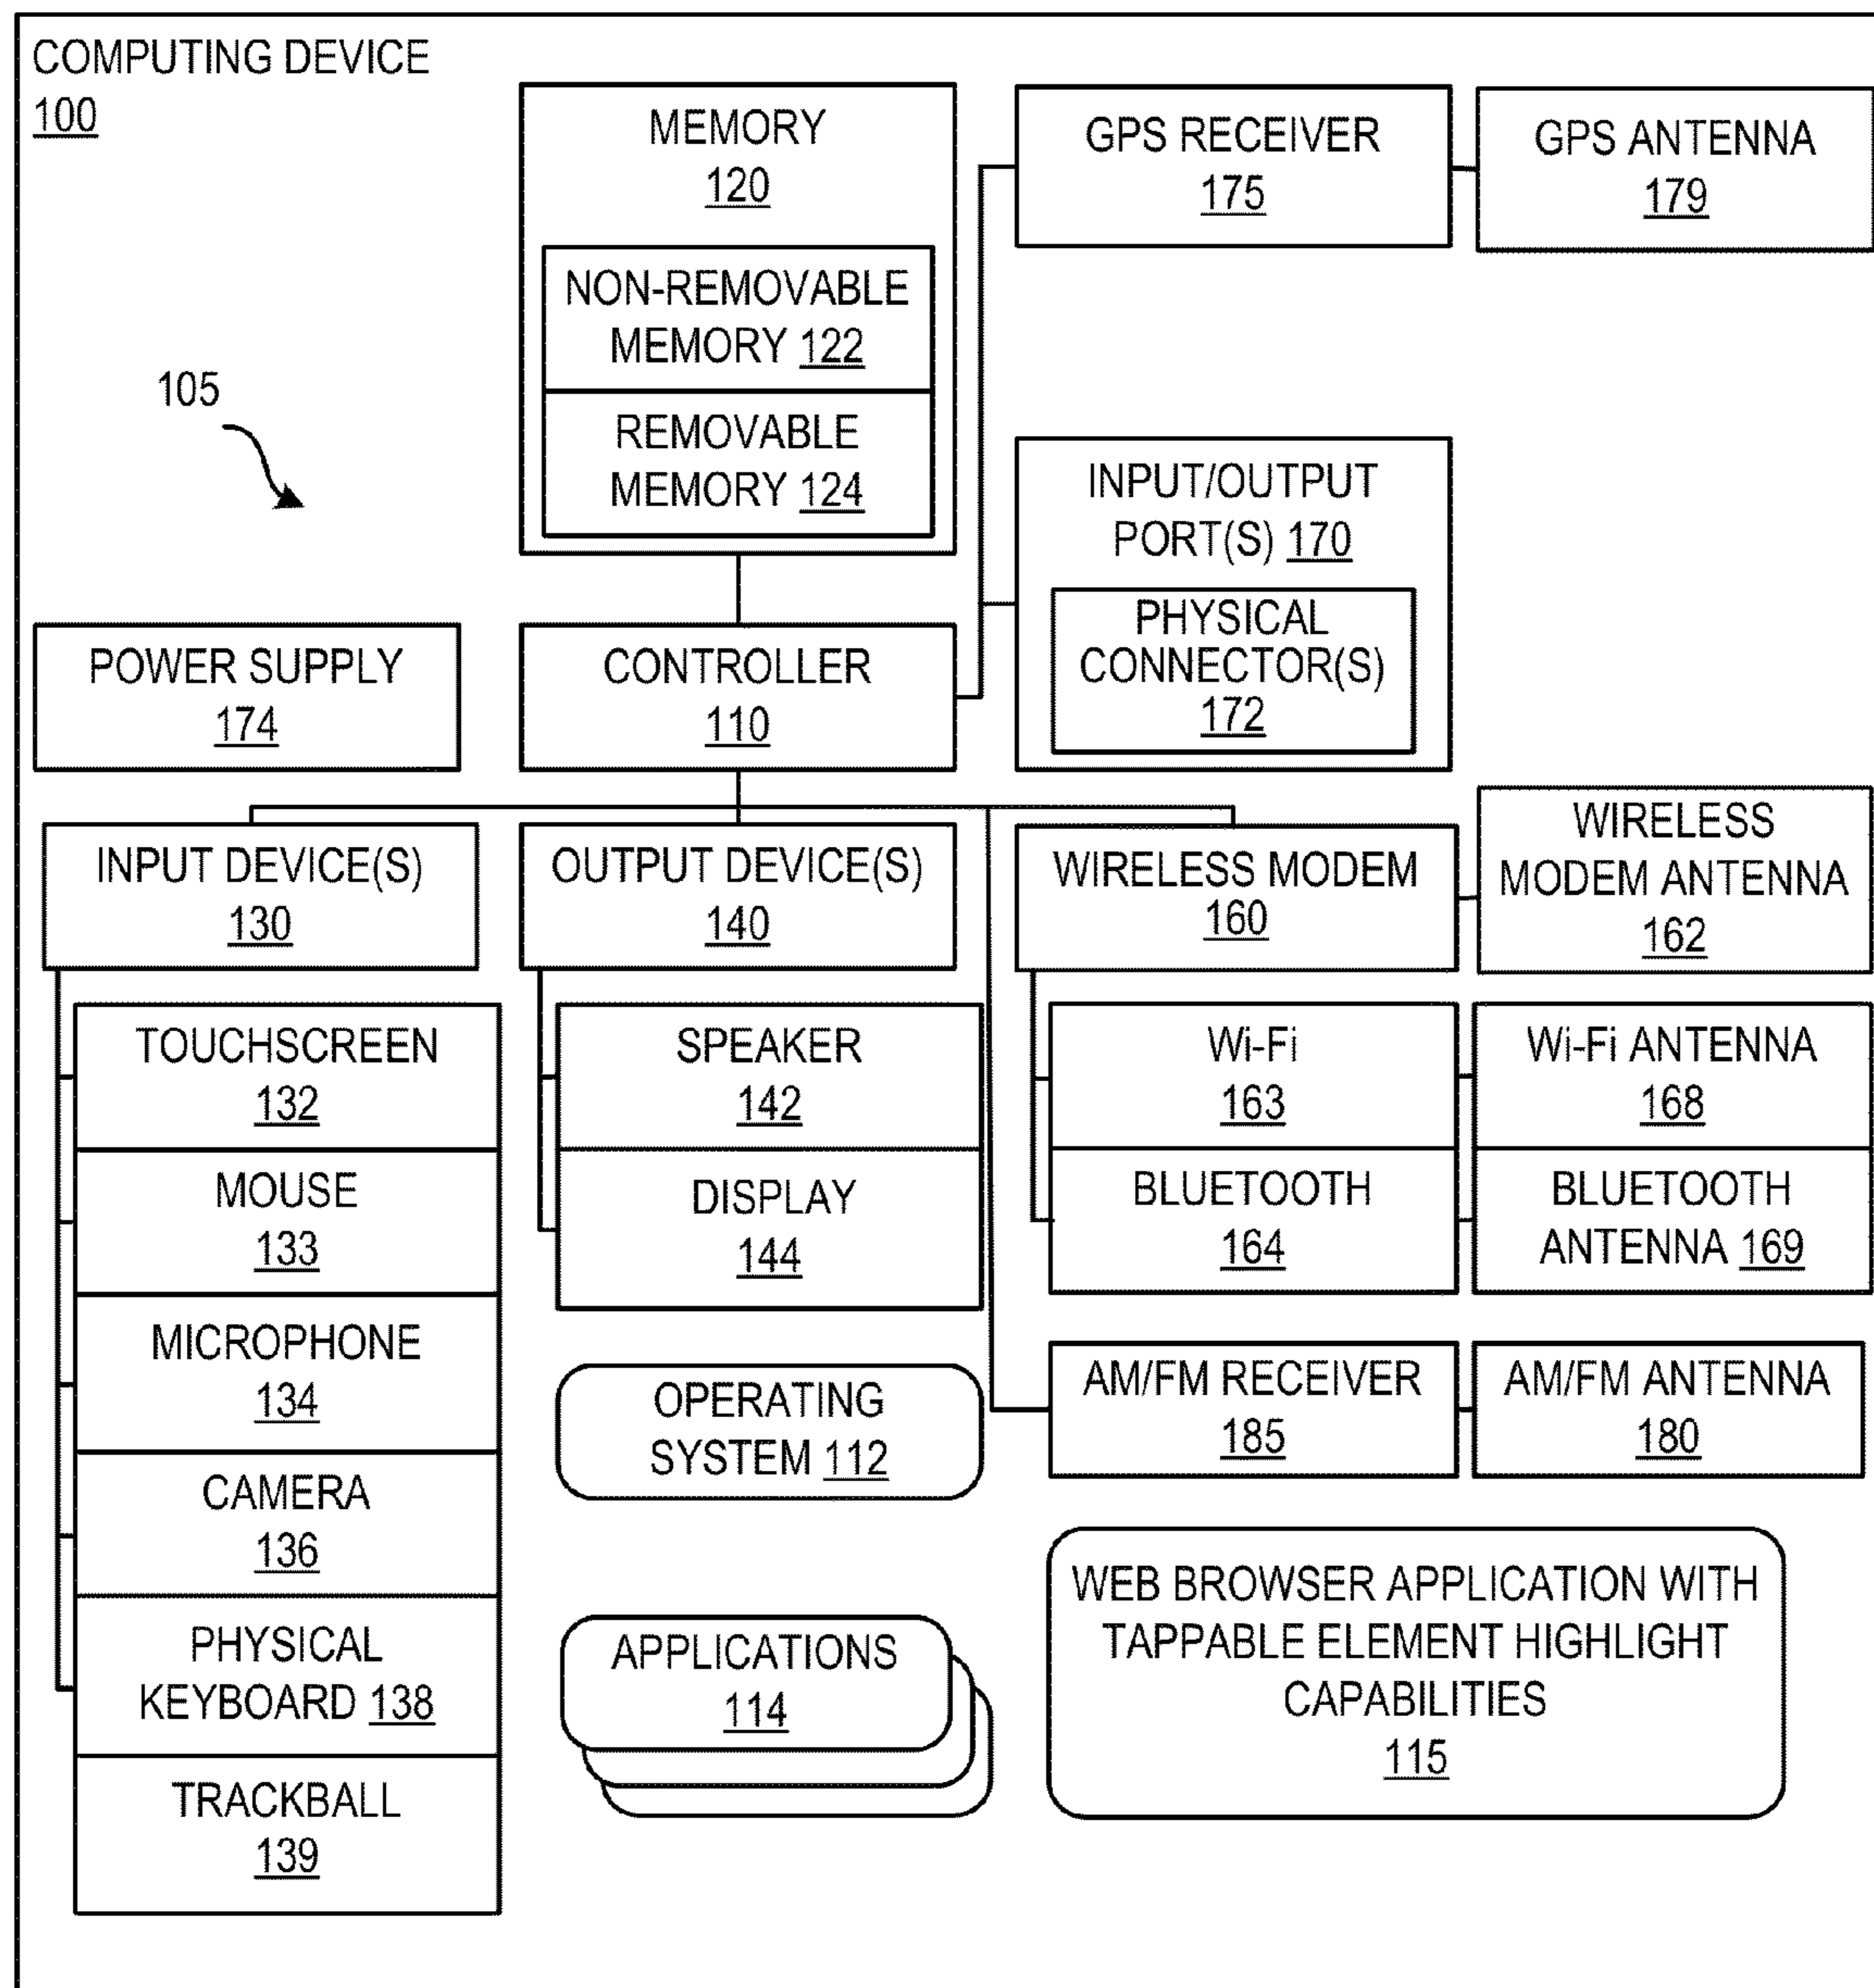 COMPUTING DEVICE
100
MEMORY
120
NON-REMOVABLE
MEMORY 122
REMOVABLE
MEMORY 124
GPS RECEIVER
175
GPS ANTENNA
179
105
INPUT/OUTPUT
PORT(S) 170
PHYSICAL
CONNECTOR(S)
172
POWER SUPPLY
174
CONTROLLER
110
INPUT DEVICE(S)
130
OUTPUT DEVICE(S)
140
WIRELESS MODEM
160
WIRELESS
MODEM ANTENNA
162
TOUCHSCREEN
132
MOUSE
133
MICROPHONE
134
CAMERA
136
PHYSICAL
KEYBOARD 138
TRACKBALL
139
SPEAKER
142
DISPLAY
144
Wi-Fi
163
Wi-Fi ANTENNA
168
BLUETOOTH
164
BLUETOOTH
ANTENNA 169
OPERATING
SYSTEM 112
AM/FM RECEIVER
185
AM/FM ANTENNA
180
APPLICATIONS
114
WEB BROWSER APPLICATION WITH
TAPPABLE ELEMENT HIGHLIGHT
CAPABILITIES
115